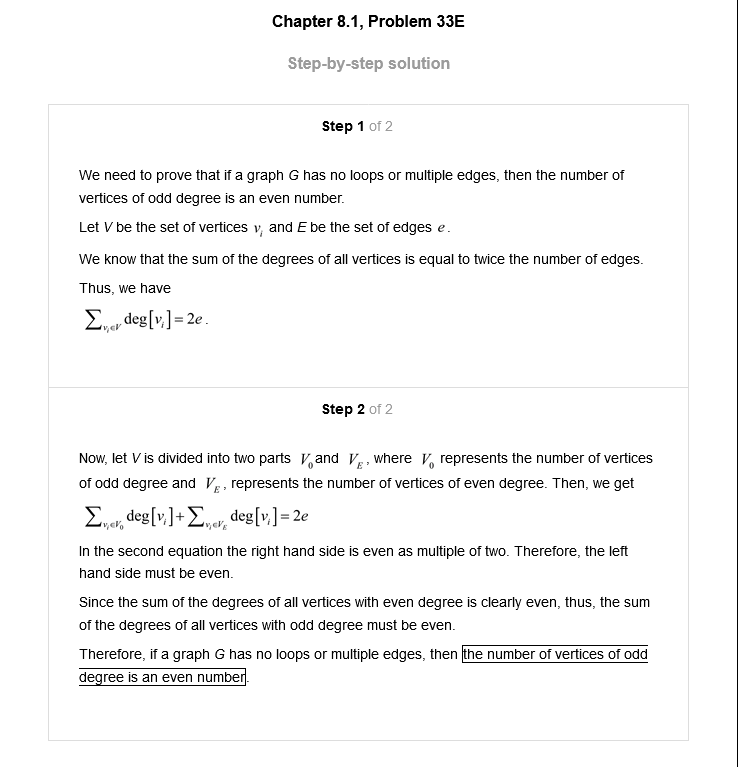 Chapter 8.1, Problem 33E
Step-by-step solution
Step 1 of 2
We need to prove that if a graph G has no loops or multiple edges, then the number of
vertices of odd degree is an even number.
Let V be the set of vertices v_i and E be the set of edges e.
We know that the sum of the degrees of all vertices is equal to twice the number of edges.
Thus, we have
∑_{v_i∈V} deg[v_i] = 2e.
Step 2 of 2
Now, let V is divided into two parts V_0 and V_E, where V_0 represents the number of vertices
of odd degree and V_E, represents the number of vertices of even degree. Then, we get
∑_{v_i∈V_0} deg[v_i] + ∑_{v_i∈V_E} deg[v_i] = 2e
In the second equation the right hand side is even as multiple of two. Therefore, the left
hand side must be even.
Since the sum of the degrees of all vertices with even degree is clearly even, thus, the sum
of the degrees of all vertices with odd degree must be even.
Therefore, if a graph G has no loops or multiple edges, then the number of vertices of odd
degree is an even number.